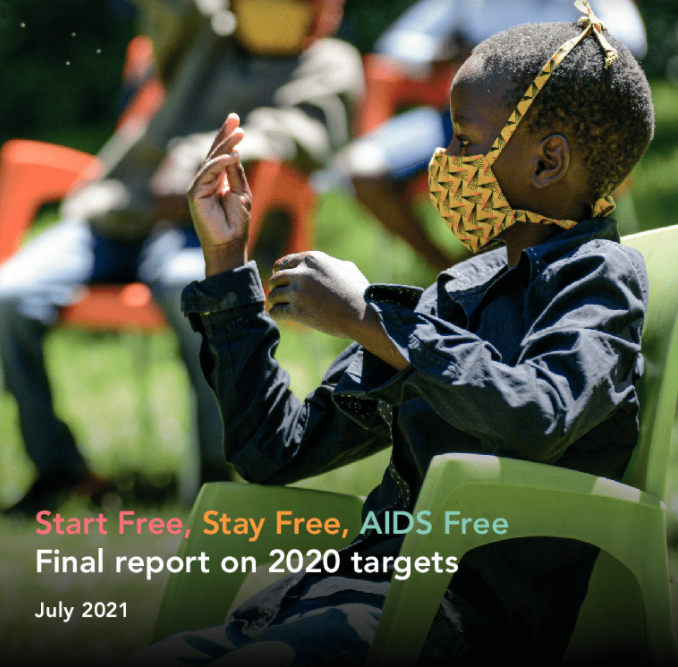 Start Free, Stay Free, AIDS Free
Final report on 2020 targets
July 2021